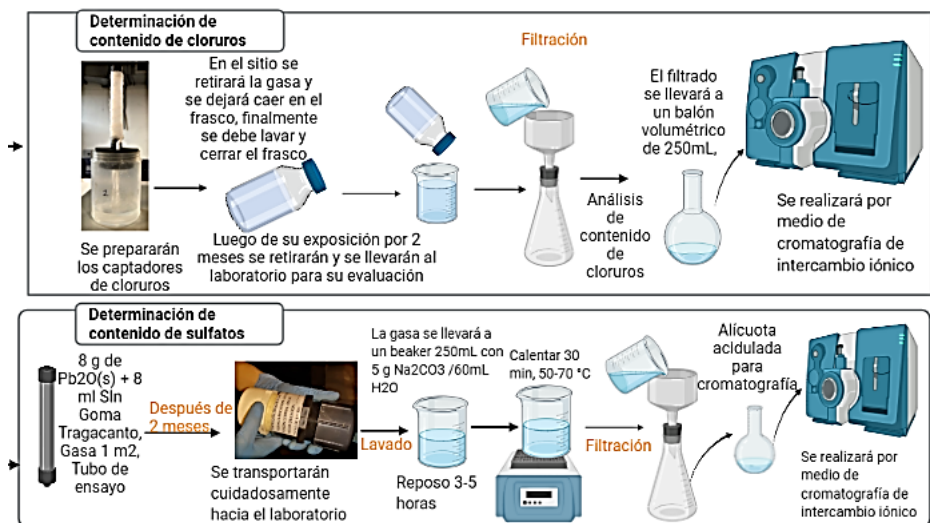 Determinación de
contenido de cloruros
En el sitio se
retirará la gasa y
se dejará caer en el
frasco, finalmente
se debe lavar y
cerrar el frasco
Filtración
El filtrado
se llevará a
un balón
volumétrico
de 250mL,
2.
Se prepararán
los captadores
de cloruros
Luego de su exposición por 2
meses se retirarán y se llevarán al
laboratorio para su evaluación
Análisis
de
contenido
de
cloruros
Se realizará por
medio de
cromatografía de
intercambio iónico
Determinación de
contenido de sulfatos
8 g de
Pb2O(s) + 8
ml Sln
Goma
Tragacanto,
Gasa 1 m2,
Tubo de
ensayo
Después de
2 meses
Se transportarán
cuidadosamente
hacia el laboratorio
La gasa se llevará a
un beaker 250mL con
5 g Na2CO3 /60mL
H2O
Lavado
Reposo 3-5
horas
Calentar 30
min, 50-70 °C
Filtración
Alícuota
acidulada
para
cromatografía
Se realizará por
medio de
cromatografía de
intercambio iónico